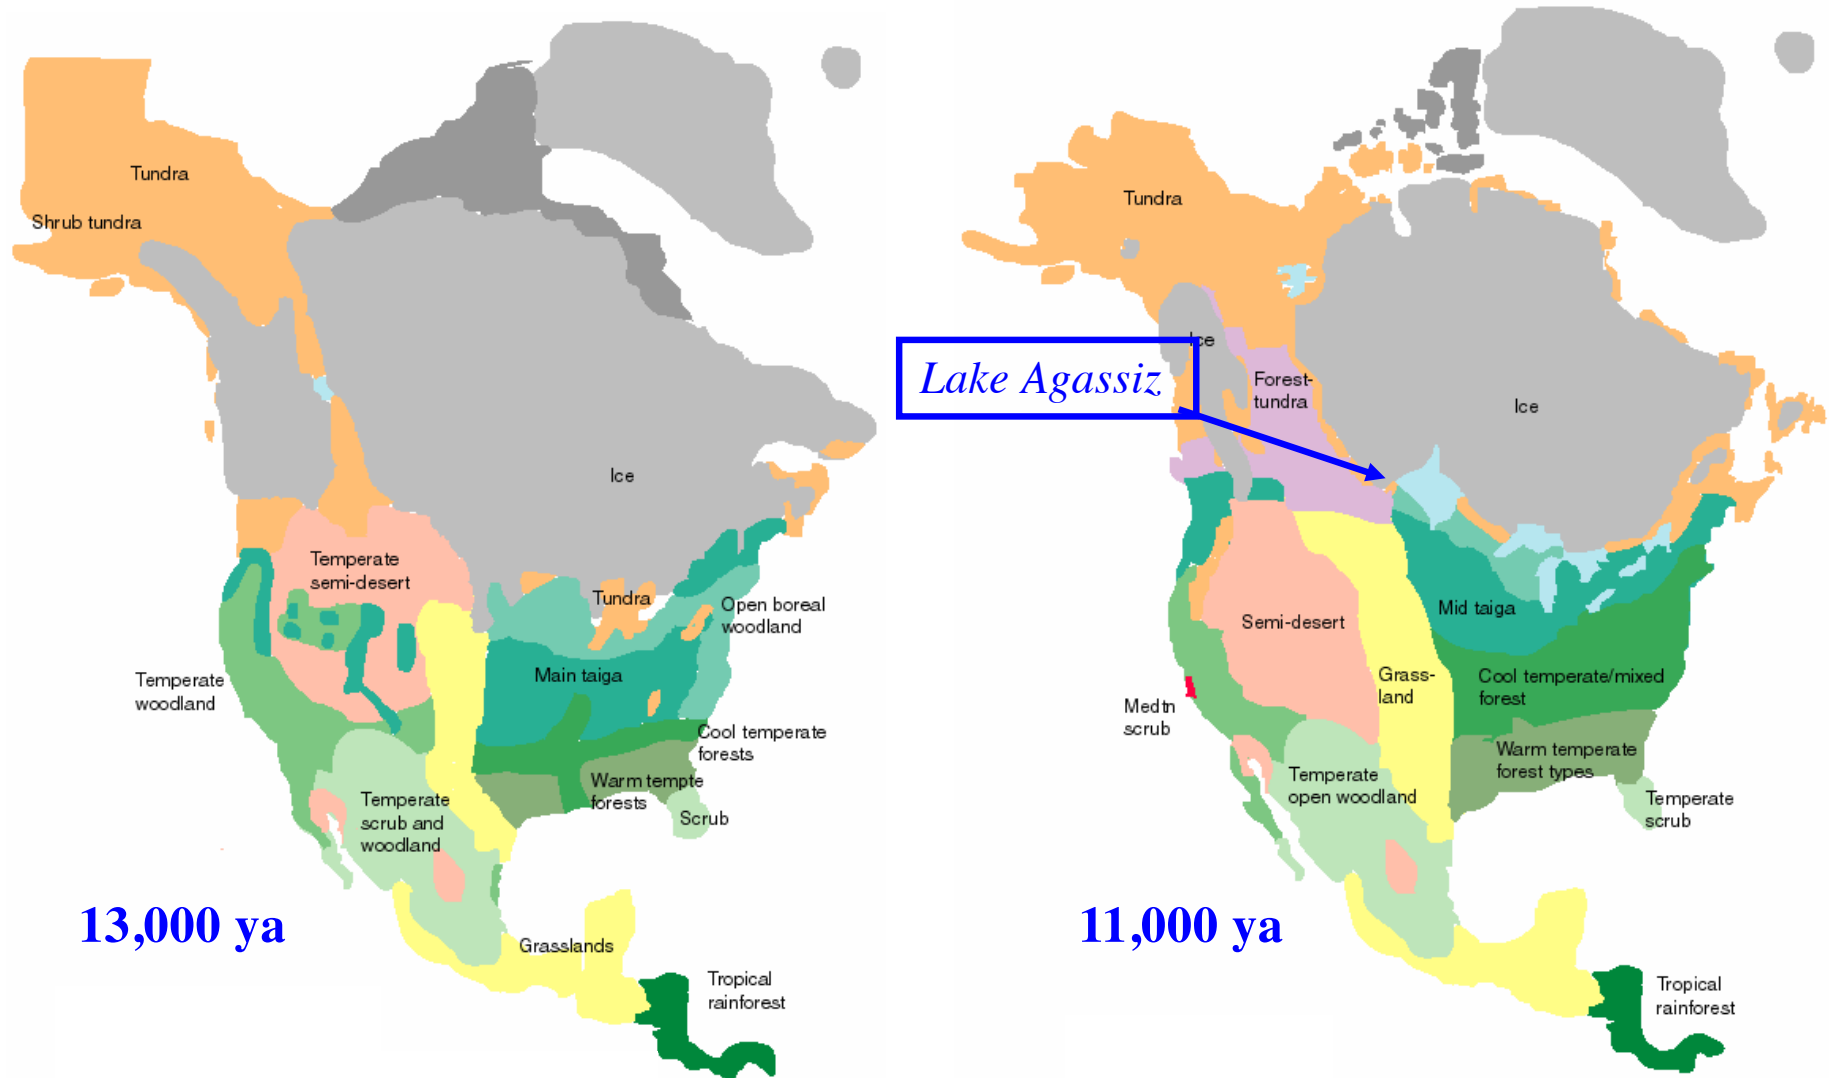 Tundra
Shrub tundra
Ice
Temperate
semi-desert
Tundra
Open boreal
woodland
Main taiga
Temperate
woodland
Cool temperate
forests
Warm tempte
forests
Scrub
Temperate
scrub and
woodland
13,000 ya
Grasslands
Tropical
rainforest
Tundra
Ice
Lake Agassiz
Forest-
tundra
Ice
Mid taiga
Semi-desert
Grass-
land
Cool temperate/mixed
forest
Medtn
scrub
Warm temperate
forest types
Temperate
open woodland
Temperate
scrub
11,000 ya
Tropical
rainforest